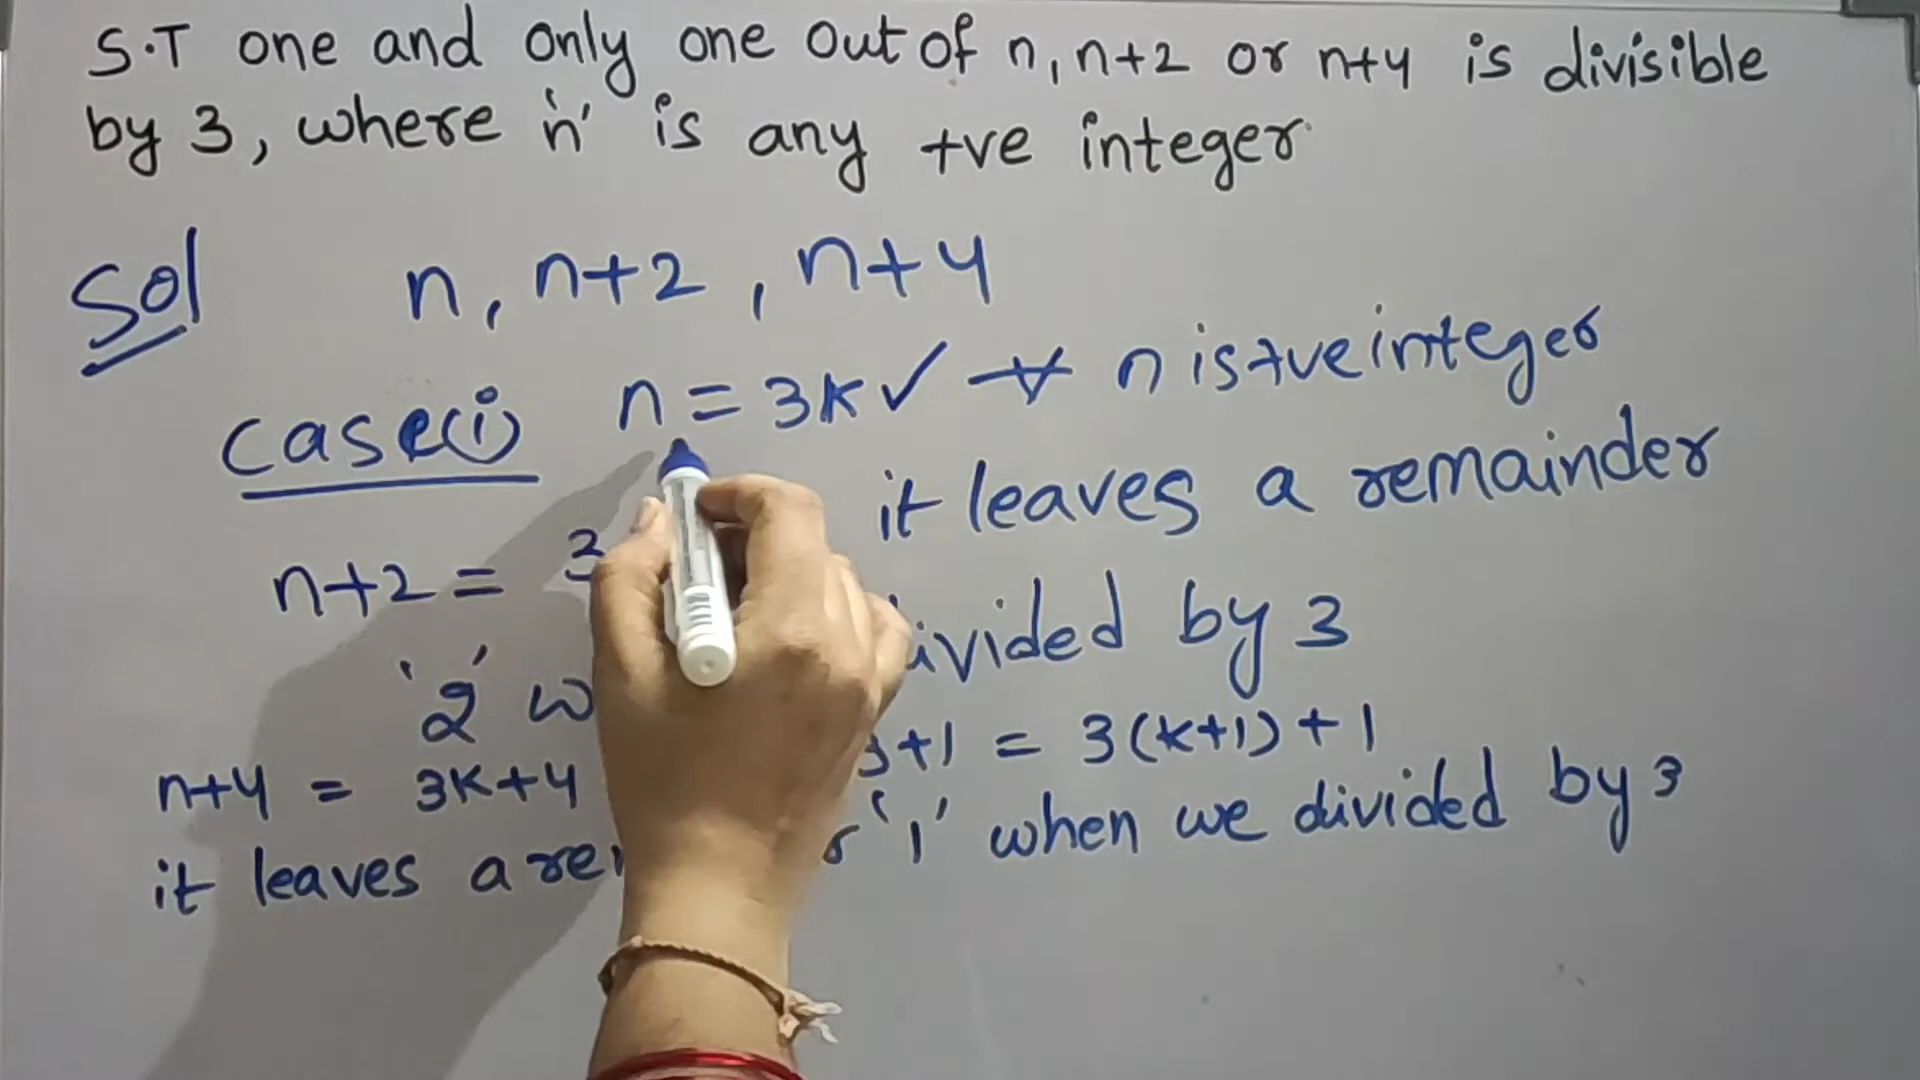 S.T one and only one out of n, n+2 or n+4 is divisible
by 3, where 'n' is any +ve integer
Sol n, n+2, n+4
case(i) n = 3k ✓ ∀ n is +ve integer
n+2 = 3 it leaves a remainder
'2' divided by 3
n+4 = 3k+4 3+1 = 3(k+1)+1
it leaves a '1' when we divided by 3